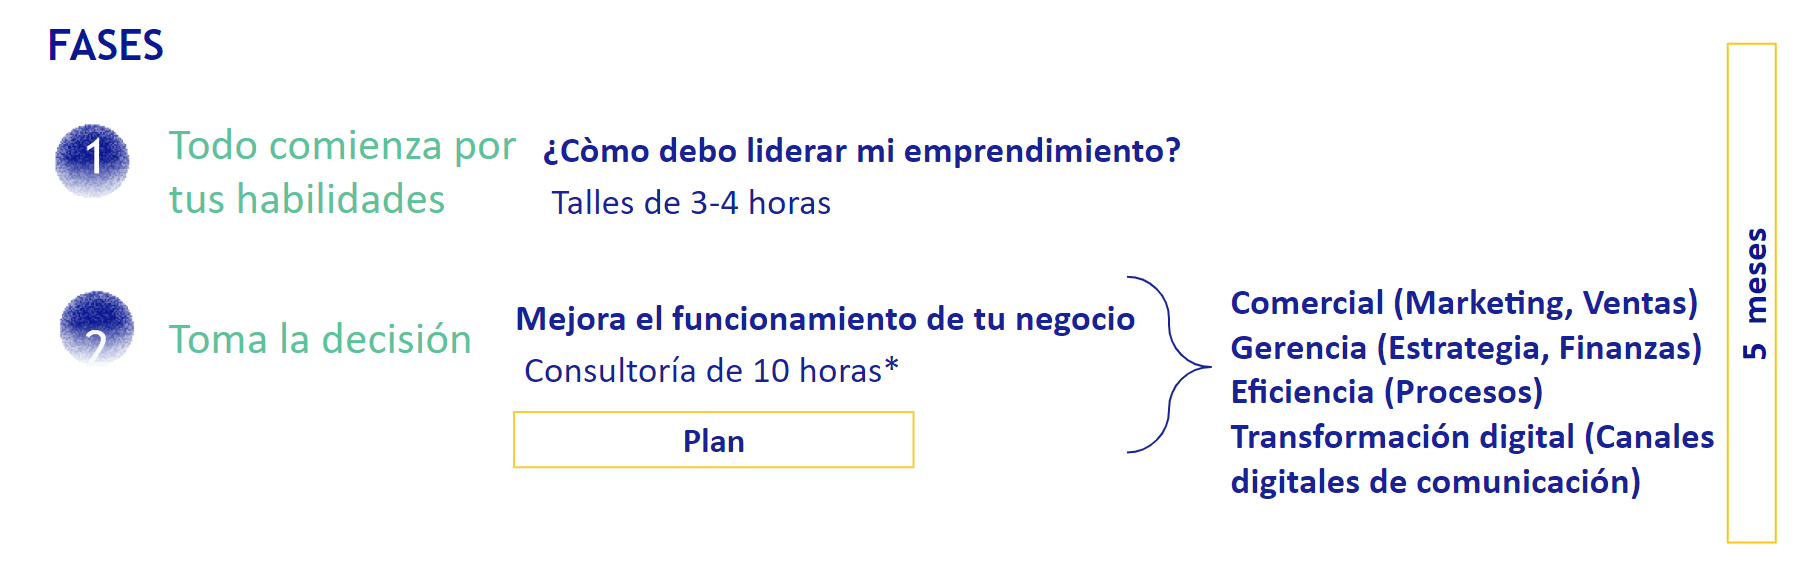 FASES
1
Todo comienza por
tus habilidades
¿Còmo debo liderar mi emprendimiento?
Talles de 3-4 horas
2
Toma la decisión
Mejora el funcionamiento de tu negocio
Consultoría de 10 horas*
Plan
Comercial (Marketing, Ventas)
Gerencia (Estrategia, Finanzas)
Eficiencia (Procesos)
Transformación digital (Canales
digitales de comunicación)
5 meses